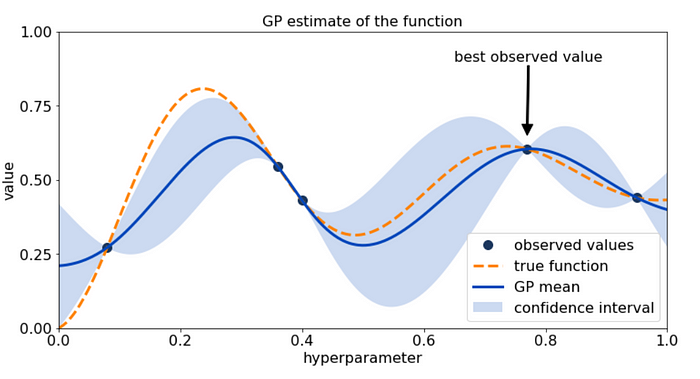 GP estimate of the function
best observed value
value
1.00
0.75
0.50
0.25
0.00
observed values
true function
GP mean
confidence interval
0.0 0.2 0.4 0.6 0.8 1.0
hyperparameter